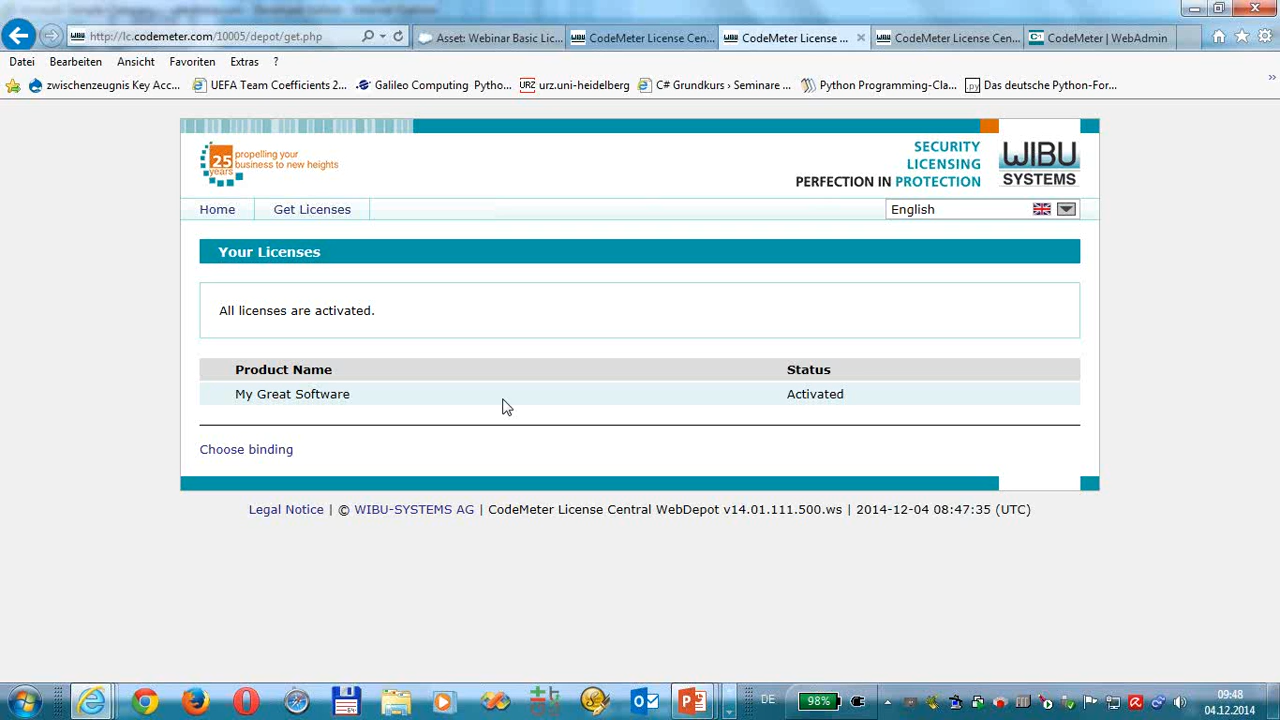 http://lc.codemeter.com/10005/depot/get.php
Asset: Webinar Basic Lic...
CodeMeter License Cen...
CodeMeter License ...
CodeMeter License Cen...
CodeMeter | WebAdmin
Datei Bearbeiten Ansicht Favoriten Extras ?
zwischenzeugnis Key Acc...
UEFA Team Coefficients 2...
Galileo Computing Pytho...
URZ urz.uni-heidelberg
C# Grundkurs › Seminare ...
Python Programming-Cla...
.py Das deutsche Python-For...
25 years
propelling your
business to new heights
SECURITY
LICENSING
PERFECTION IN PROTECTION
WIBU
SYSTEMS
Home Get Licenses
English
Your Licenses
All licenses are activated.
Product Name Status
My Great Software Activated
Choose binding
Legal Notice | © WIBU-SYSTEMS AG | CodeMeter License Central WebDepot v14.01.111.500.ws | 2014-12-04 08:47:35 (UTC)
DE
98%
09:48
04.12.2014